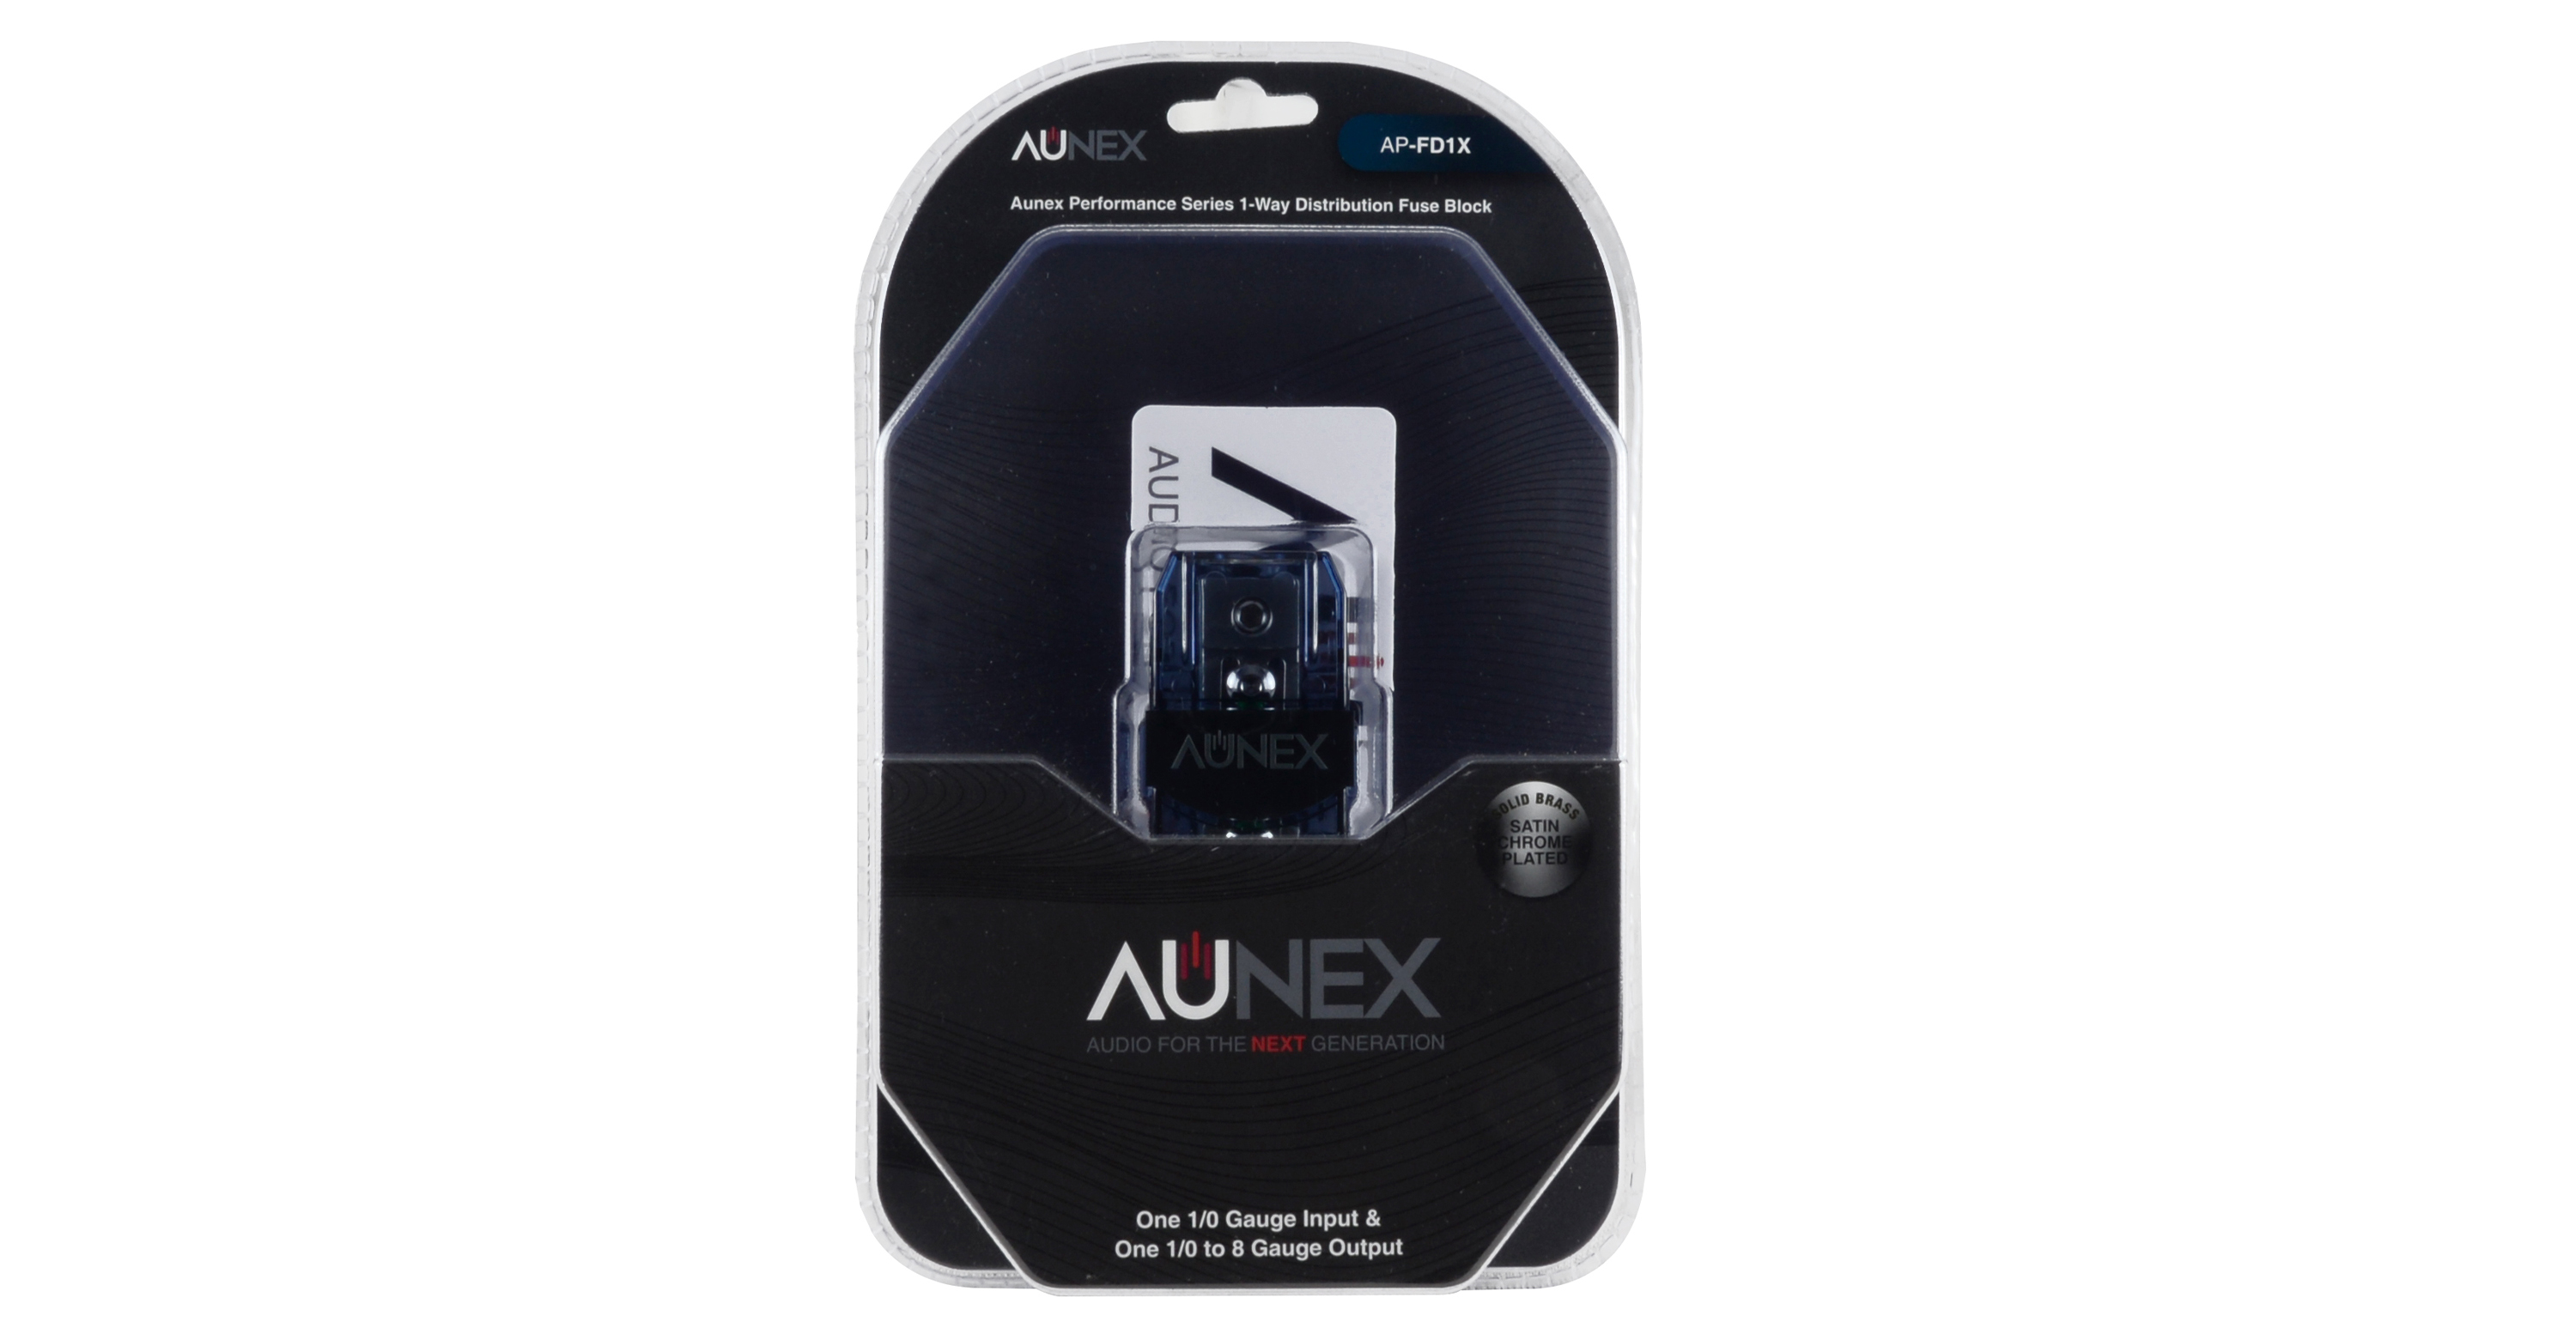 AUNEX
AP-FD1X
Aunex Performance Series 1-Way Distribution Fuse Block
AUDIO
AUNEX
SOLID BRASS
SATIN
CHROME
PLATED
AUNEX
AUDIO FOR THE NEXT GENERATION
One 1/0 Gauge Input &
One 1/0 to 8 Gauge Output